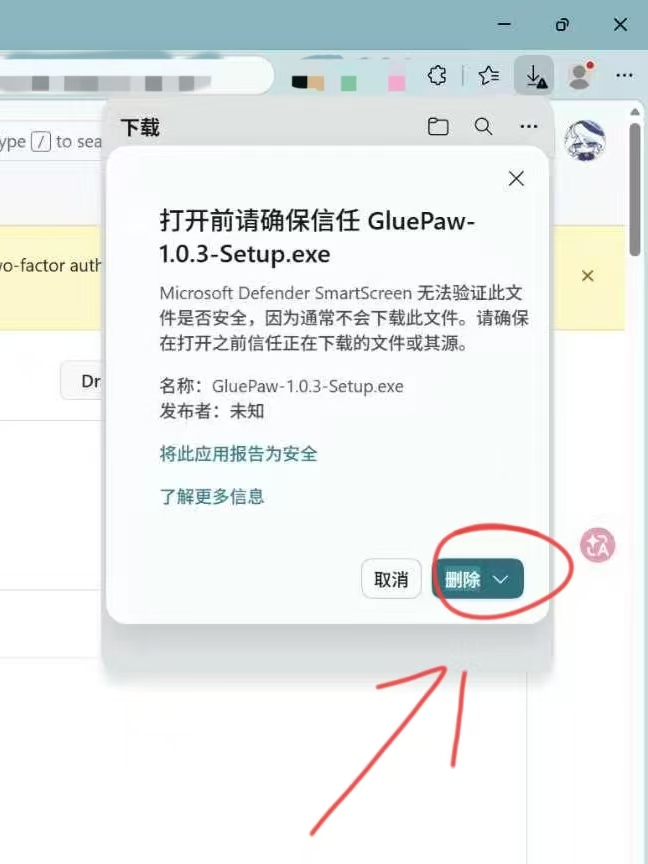 下载
ype / to sea
打开前请确保信任 GluePaw-
1.0.3-Setup.exe
wo-factor auth
Microsoft Defender SmartScreen 无法验证此文
件是否安全，因为通常不会下载此文件。请确保
在打开之前信任正在下载的文件或其源。
Dr
名称：GluePaw-1.0.3-Setup.exe
发布者：未知
将此应用报告为安全
了解更多信息
取消
删除